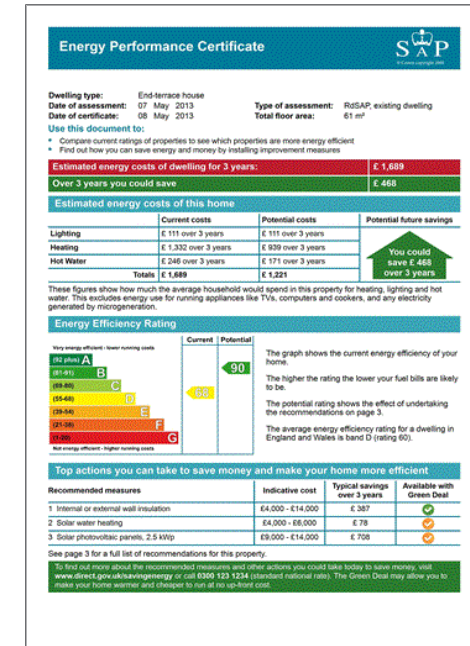 Energy Performance Certificate
SAP
Dwelling type: End-terrace house
Date of assessment: 07 May 2013 Type of assessment: RdSAP, existing dwelling
Date of certificate: 08 May 2013 Total floor area: 61 m²
Use this document to:
• Compare current ratings of properties to see which properties are more energy efficient
• Find out how you can save energy and money by installing improvement measures
Estimated energy costs of dwelling for 3 years: £ 1,689
Over 3 years you could save £ 468
Estimated energy costs of this home
Current costs Potential costs Potential future savings
Lighting £ 111 over 3 years £ 111 over 3 years
Heating £ 1,332 over 3 years £ 939 over 3 years
Hot Water £ 246 over 3 years £ 171 over 3 years
Totals £ 1,689 £ 1,221
You could
save £ 468
over 3 years
These figures show how much the average household would spend in this property for heating, lighting and hot
water. This excludes energy use for running appliances like TVs, computers and cookers, and any electricity
generated by microgeneration.
Energy Efficiency Rating
Current Potential
Very energy efficient - lower running costs
(92 plus) A
(81-91) B
(69-80) C
(55-68) D
(39-54) E
(21-38) F
(1-20) G
Not energy efficient - higher running costs
90
The graph shows the current energy efficiency of your
home.
The higher the rating the lower your fuel bills are likely
to be.
The potential rating shows the effect of undertaking
the recommendations on page 3.
The average energy efficiency rating for a dwelling in
England and Wales is band D (rating 60).
Top actions you can take to save money and make your home more efficient
Recommended measures Indicative cost Typical savings over 3 years Available with Green Deal
1 Internal or external wall insulation £4,000 - £14,000 £ 387
2 Solar water heating £4,000 - £6,000 £ 78
3 Solar photovoltaic panels, 2.5 kWp £9,000 - £14,000 £ 708
See page 3 for a full list of recommendations for this property.
To find out more about the recommended measures and other actions you could take today to save money, visit
www.direct.gov.uk/savingenergy or call 0300 123 1234 (standard national rate). The Green Deal may allow you to
make your home warmer and cheaper to run at no up-front cost.